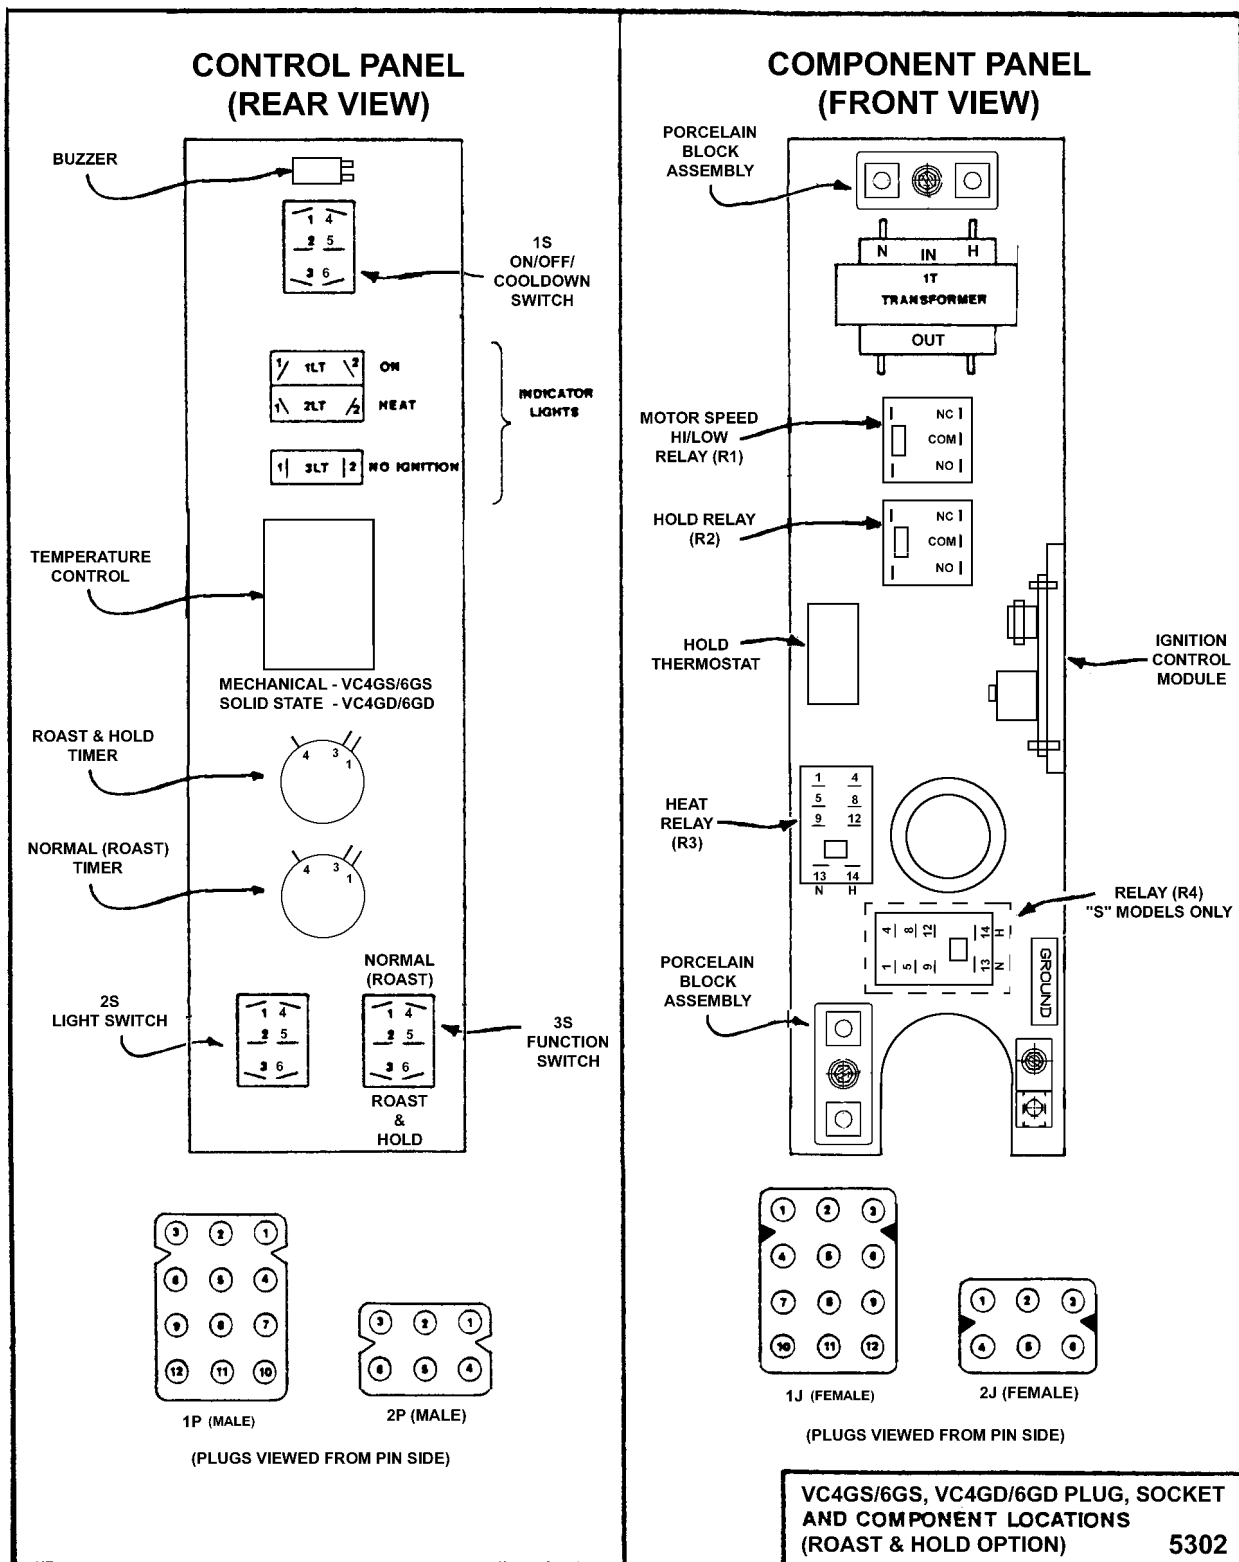 CONTROL PANEL
(REAR VIEW)
BUZZER
1 4
2 5
3 6
1S
ON/OFF/
COOLDOWN
SWITCH
1 1LT 2 ON
1 2LT 2 HEAT
1 3LT 2 NO IGNITION
INDICATOR
LIGHTS
TEMPERATURE
CONTROL
MECHANICAL - VC4GS/6GS
SOLID STATE - VC4GD/6GD
ROAST & HOLD
TIMER
4 3 1
NORMAL (ROAST)
TIMER
4 3 1
2S
LIGHT SWITCH
1 4
2 5
3 6
NORMAL
(ROAST)
1 4
2 5
3 6
ROAST
&
HOLD
3S
FUNCTION
SWITCH
3 2 1
6 5 4
9 8 7
12 11 10
1P (MALE)
3 2 1
6 5 4
2P (MALE)
(PLUGS VIEWED FROM PIN SIDE)
COMPONENT PANEL
(FRONT VIEW)
PORCELAIN
BLOCK
ASSEMBLY
N IN H
1T
TRANSFORMER
OUT
MOTOR SPEED
HI/LOW
RELAY (R1)
NC
COM
NO
HOLD RELAY
(R2)
NC
COM
NO
HOLD
THERMOSTAT
IGNITION
CONTROL
MODULE
HEAT
RELAY
(R3)
1 4
5 8
9 12
13 14
N H
RELAY (R4)
"S" MODELS ONLY
4 8 12 14 H
1 5 9 13 N
GROUND
PORCELAIN
BLOCK
ASSEMBLY
1 2 3
4 5 6
7 8 9
10 11 12
1J (FEMALE)
1 2 3
4 5 6
2J (FEMALE)
(PLUGS VIEWED FROM PIN SIDE)
VC4GS/6GS, VC4GD/6GD PLUG, SOCKET
AND COMPONENT LOCATIONS
(ROAST & HOLD OPTION) 5302